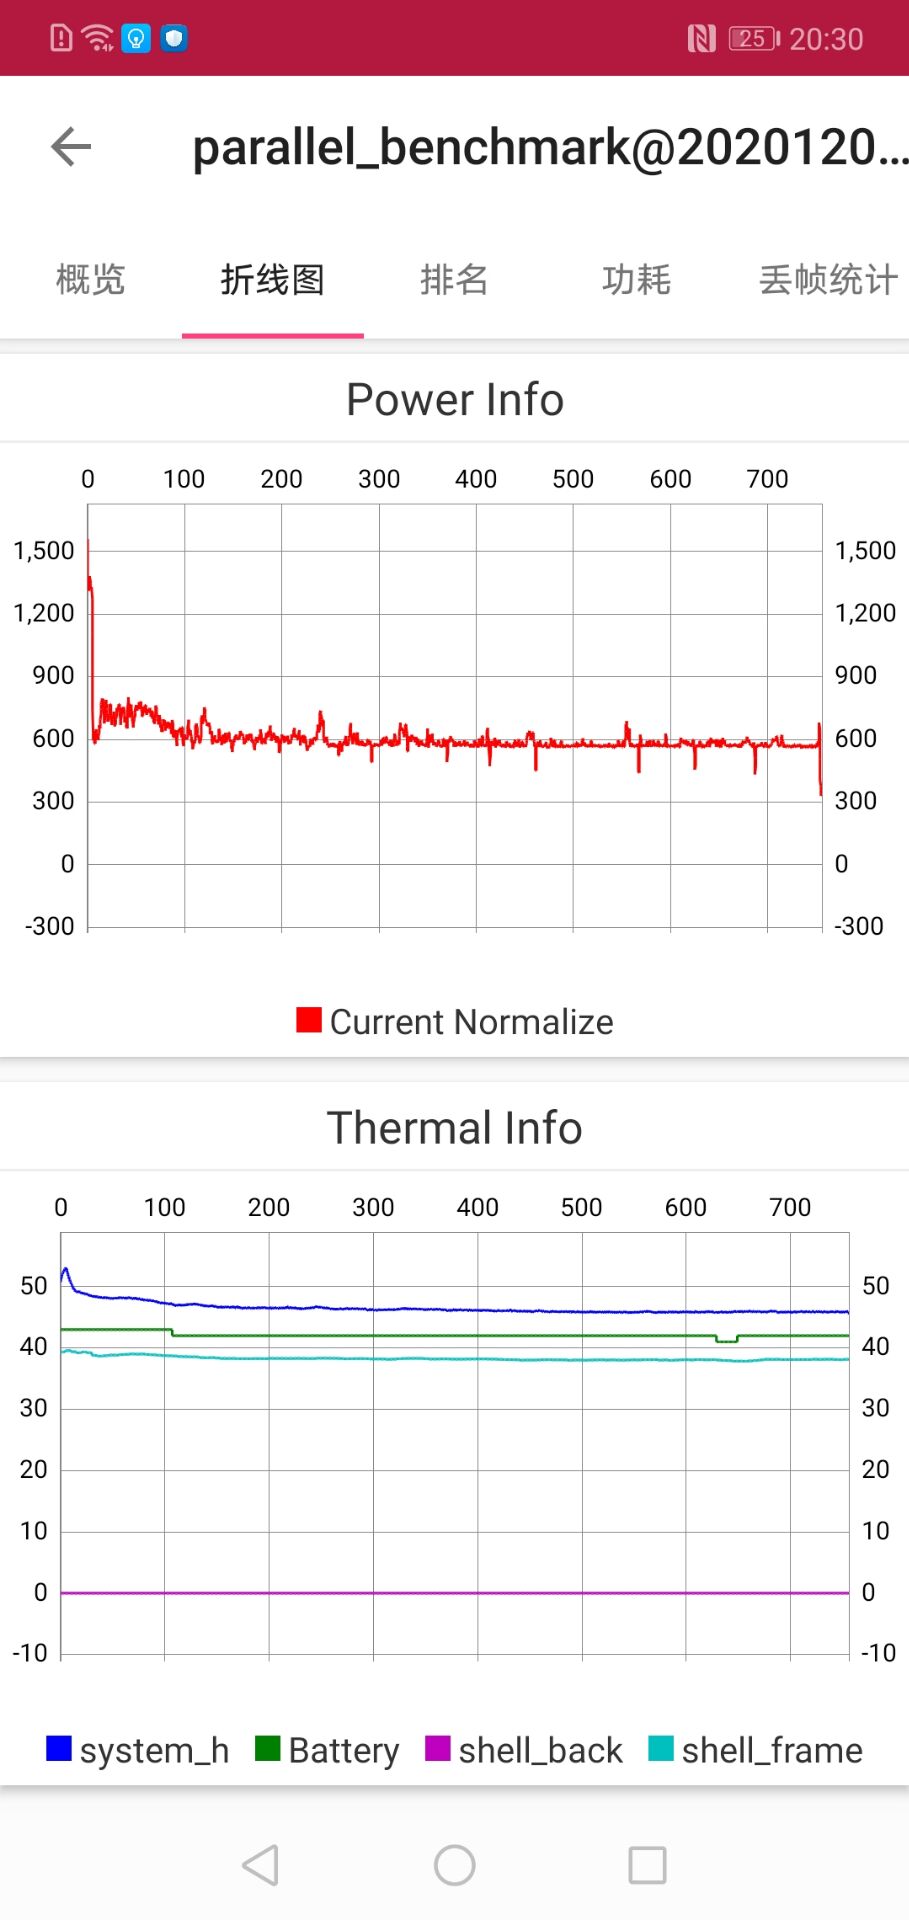 25 20:30
parallel_benchmark@2020120...
概览 折线图 排名 功耗 丢帧统计
Power Info
0 100 200 300 400 500 600 700
1,500 1,500
1,200 1,200
900 900
600 600
300 300
0 0
-300 -300
Current Normalize
Thermal Info
0 100 200 300 400 500 600 700
50 50
40 40
30 30
20 20
10 10
0 0
-10 -10
system_h Battery shell_back shell_frame